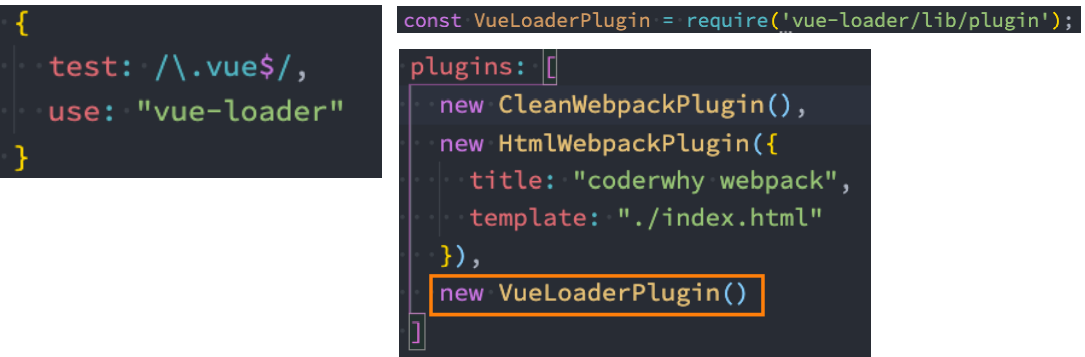 {
test: /\.vue$/,
use: "vue-loader"
}
const VueLoaderPlugin = require('vue-loader/lib/plugin');
plugins: [
new CleanWebpackPlugin(),
new HtmlWebpackPlugin({
title: "coderwhy webpack",
template: "./index.html"
}),
new VueLoaderPlugin()
]